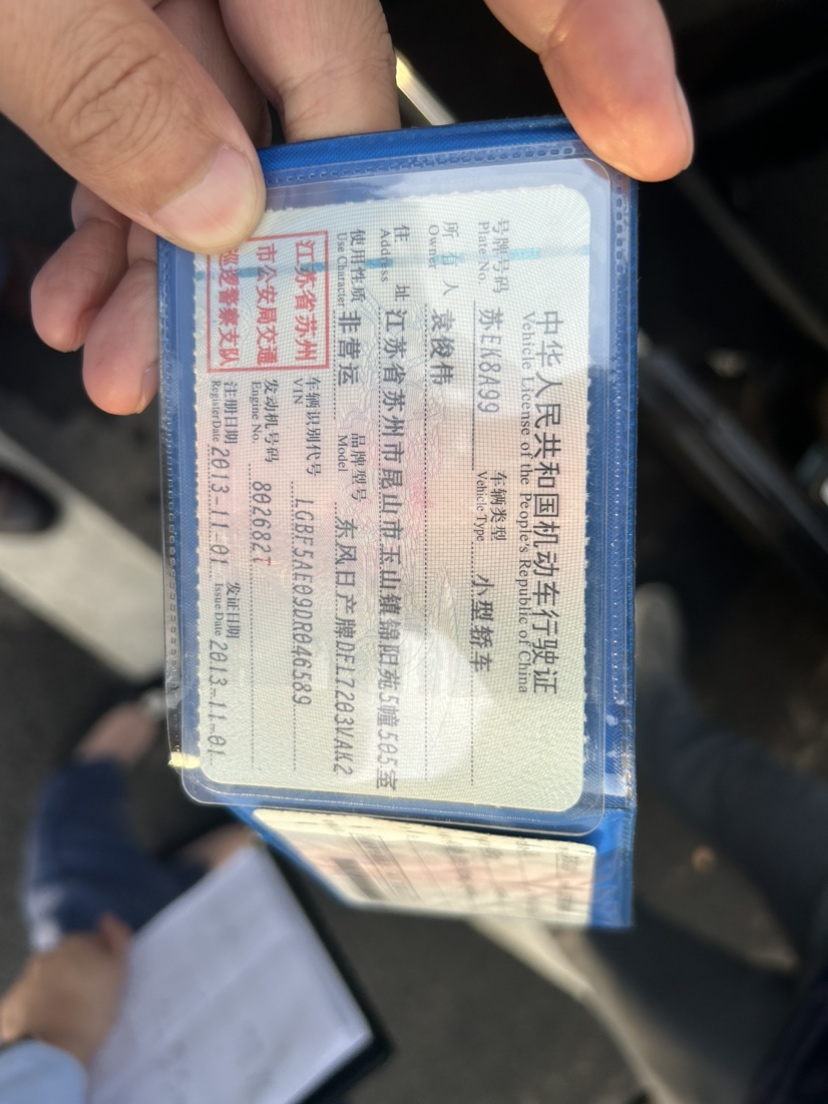 中华人民共和国机动车行驶证
Vehicle License of the People's Republic of China
号牌号码 苏EK8A99 车辆类型 小型轿车
Plate No. Vehicle Type
所有人 袁俊伟
Owner
住址 江苏省苏州市昆山市玉山镇锦阳苑5幢505室
Address
使用性质 非营运 品牌型号 东风日产牌DFL7203VAK2
Use Character Model
江苏省苏州
市公安局交通
巡逻警察支队
车辆识别代号 LGBF5AE09DR046589
VIN
发动机号码 802682T
Engine No.
注册日期 2013-11-01 发证日期 2013-11-01
Register Date Issue Date